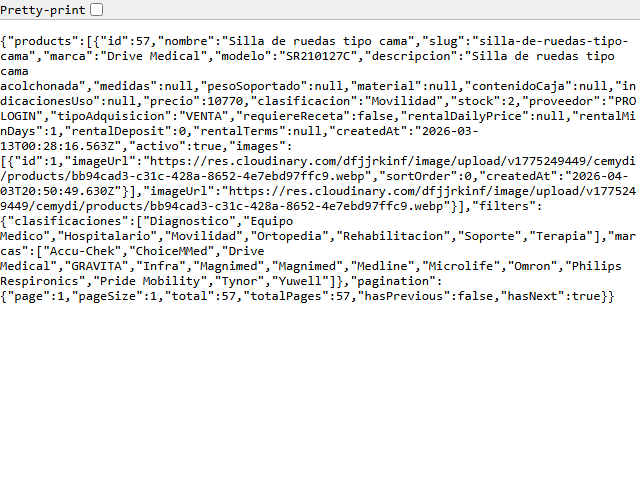 Pretty-print
{"products":[{"id":57,"nombre":"Silla de ruedas tipo cama","slug":"silla-de-ruedas-tipo-
cama","marca":"Drive Medical","modelo":"SR210127C","descripcion":"Silla de ruedas tipo
cama
acolchonada","medidas":null,"pesoSoportado":null,"material":null,"contenidoCaja":null,"in
dicacionesUso":null,"precio":10770,"clasificacion":"Movilidad","stock":2,"proveedor":"PRO
LOGIN","tipoAdquisicion":"VENTA","requiereReceta":false,"rentalDailyPrice":null,"rentalMi
nDays":1,"rentalDeposit":0,"rentalTerms":null,"createdAt":"2026-03-
13T00:28:16.563Z","activo":true,"images":
[{"id":1,"imageUrl":"https://res.cloudinary.com/dfjjrkinf/image/upload/v1775249449/cemydi
/products/bb94cad3-c31c-428a-8652-4e7ebd97ffc9.webp","sortOrder":0,"createdAt":"2026-04-
03T20:50:49.630Z"}],"imageUrl":"https://res.cloudinary.com/dfjjrkinf/image/upload/v177524
9449/cemydi/products/bb94cad3-c31c-428a-8652-4e7ebd97ffc9.webp"}],"filters":
{"clasificaciones":["Diagnostico","Equipo
Medico","Hospitalario","Movilidad","Ortopedia","Rehabilitacion","Soporte","Terapia"],"mar
cas":["Accu-Chek","ChoiceMMed","Drive
Medical","GRAVITA","Infra","Magnimed","Magnimed","Medline","Microlife","Omron","Philips
Respironics","Pride Mobility","Tynor","Yuwell"]},"pagination":
{"page":1,"pageSize":1,"total":57,"totalPages":57,"hasPrevious":false,"hasNext":true}}